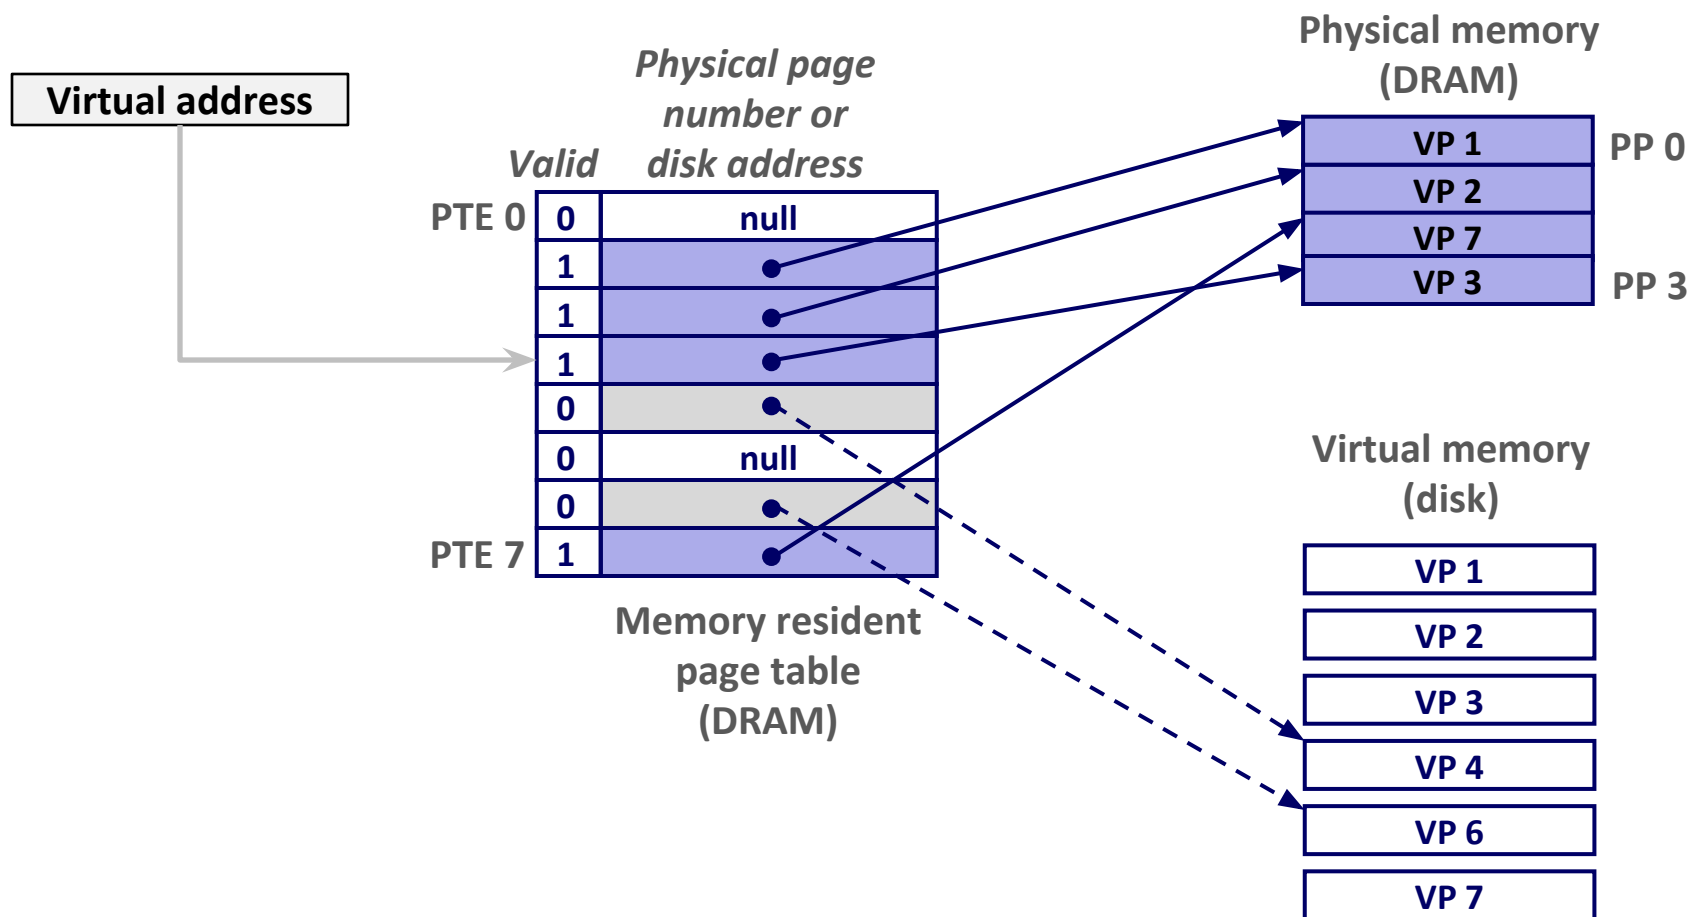 Virtual address
Physical page
number or
disk address
Valid
PTE 0
0 null
1
1
1
0
0 null
0
PTE 7 1
Memory resident
page table
(DRAM)
Physical memory
(DRAM)
VP 1 PP 0
VP 2
VP 7
VP 3 PP 3
Virtual memory
(disk)
VP 1
VP 2
VP 3
VP 4
VP 6
VP 7